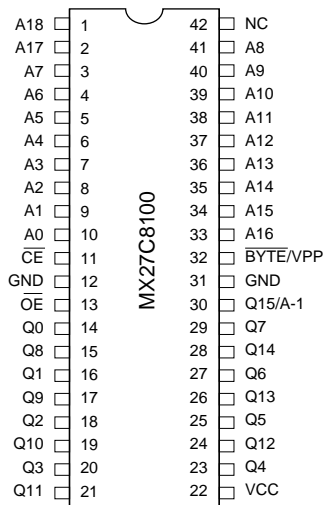 A18 1 42 NC
A17 2 41 A8
A7 3 40 A9
A6 4 39 A10
A5 5 38 A11
A4 6 37 A12
A3 7 36 A13
A2 8 35 A14
A1 9 34 A15
A0 10 33 A16
CE 11 32 BYTE/VPP
GND 12 31 GND
OE 13 30 Q15/A-1
Q0 14 29 Q7
Q8 15 28 Q14
Q1 16 27 Q6
Q9 17 26 Q13
Q2 18 25 Q5
Q10 19 24 Q12
Q3 20 23 Q4
Q11 21 22 VCC
MX27C8100